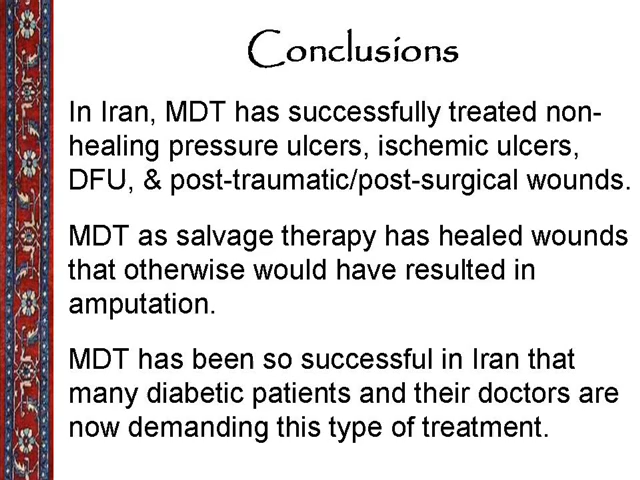 Conclusions
In Iran, MDT has successfully treated non-
healing pressure ulcers, ischemic ulcers,
DFU, & post-traumatic/post-surgical wounds.
MDT as salvage therapy has healed wounds
that otherwise would have resulted in
amputation.
MDT has been so successful in Iran that
many diabetic patients and their doctors are
now demanding this type of treatment.